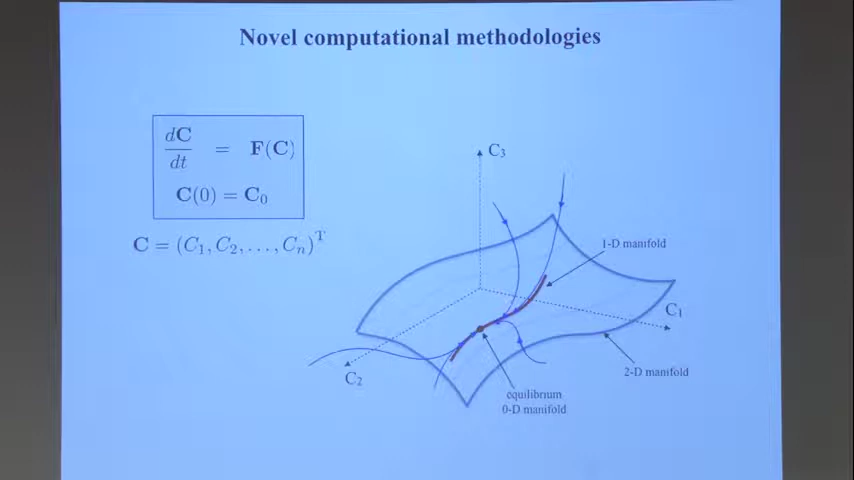 Novel computational methodologies
dC/dt = F(C)
C(0) = C₀
C = (C₁, C₂, . . . , Cₙ)ᵀ
C₃
1-D manifold
C₁
2-D manifold
C₂
equilibrium
0-D manifold